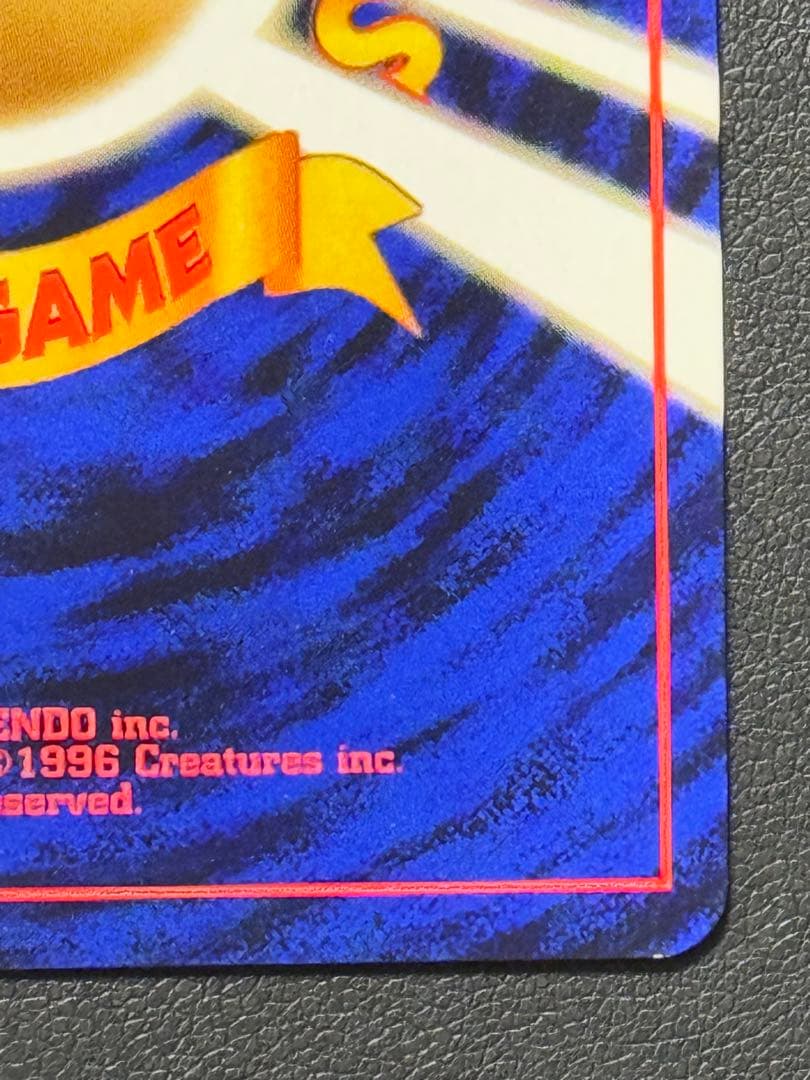 S
GAME
ENDO inc.
©1996 Creatures inc.
served.